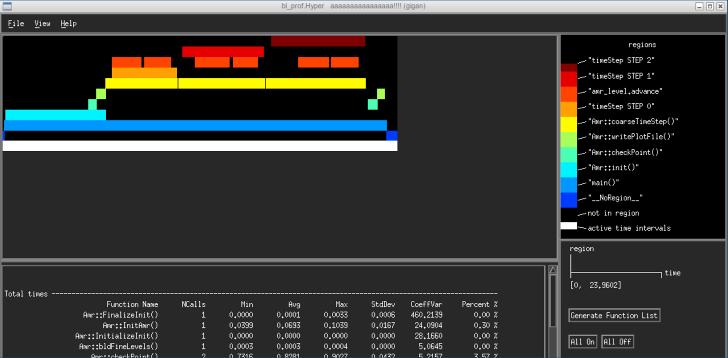 bl_prof.Hyper aaaaaaaaaaaaaaaa!!!! (gigan)
File View Help
regions
"timeStep STEP 2"
"timeStep STEP 1"
"amr_level.advance"
"timeStep STEP 0"
"Amr::coarseTimeStep()"
"Amr::writePlotFile()"
"Amr::checkPoint()"
"Amr::init()"
"main()"
"__NoRegion__"
not in region
active time intervals
region
time
[0, 23.9602]
Generate Function List
All On All Off
Total times
Function Name NCalls Min Avg Max StdDev CoeffVar Percent %
Amr::FinalizeInit() 1 0.0000 0.0001 0.0033 0.0006 460.2139 0.00 %
Amr::InitAmr() 1 0.0399 0.0693 0.1039 0.0167 24.0904 0.30 %
Amr::InitializeInit() 1 0.0000 0.0000 0.0000 0.0000 28.1660 0.00 %
Amr::bldFineLevels() 1 0.0003 0.0003 0.0004 0.0000 5.0645 0.00 %
Amr::checkPoint() 2 0.7316 0.8281 0.9027 0.0432 5.2157 3.57 %